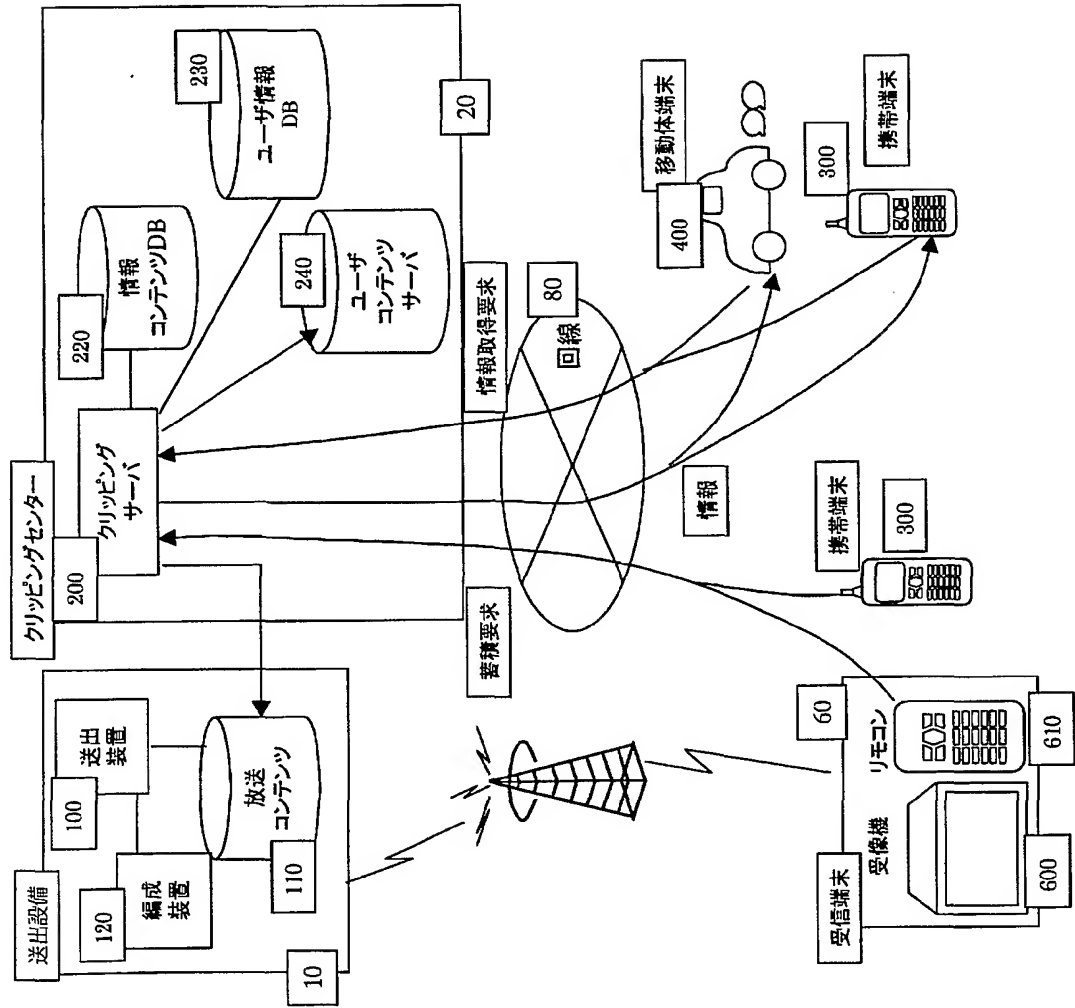 送出設備
10
120
編成
装置
100
送出
装置
110
放送
コンテンツ
クリッピングセンター
200
クリッピング
サーバ
220
情報
コンテンツDB
230
ユーザ情報
DB
240
ユーザ
コンテンツ
サーバ
20
蓄積要求
情報取得要求
80
回線
情報
移動体端末
400
携帯端末
300
携帯端末
300
受信端末
60
受像機
600
リモコン
610